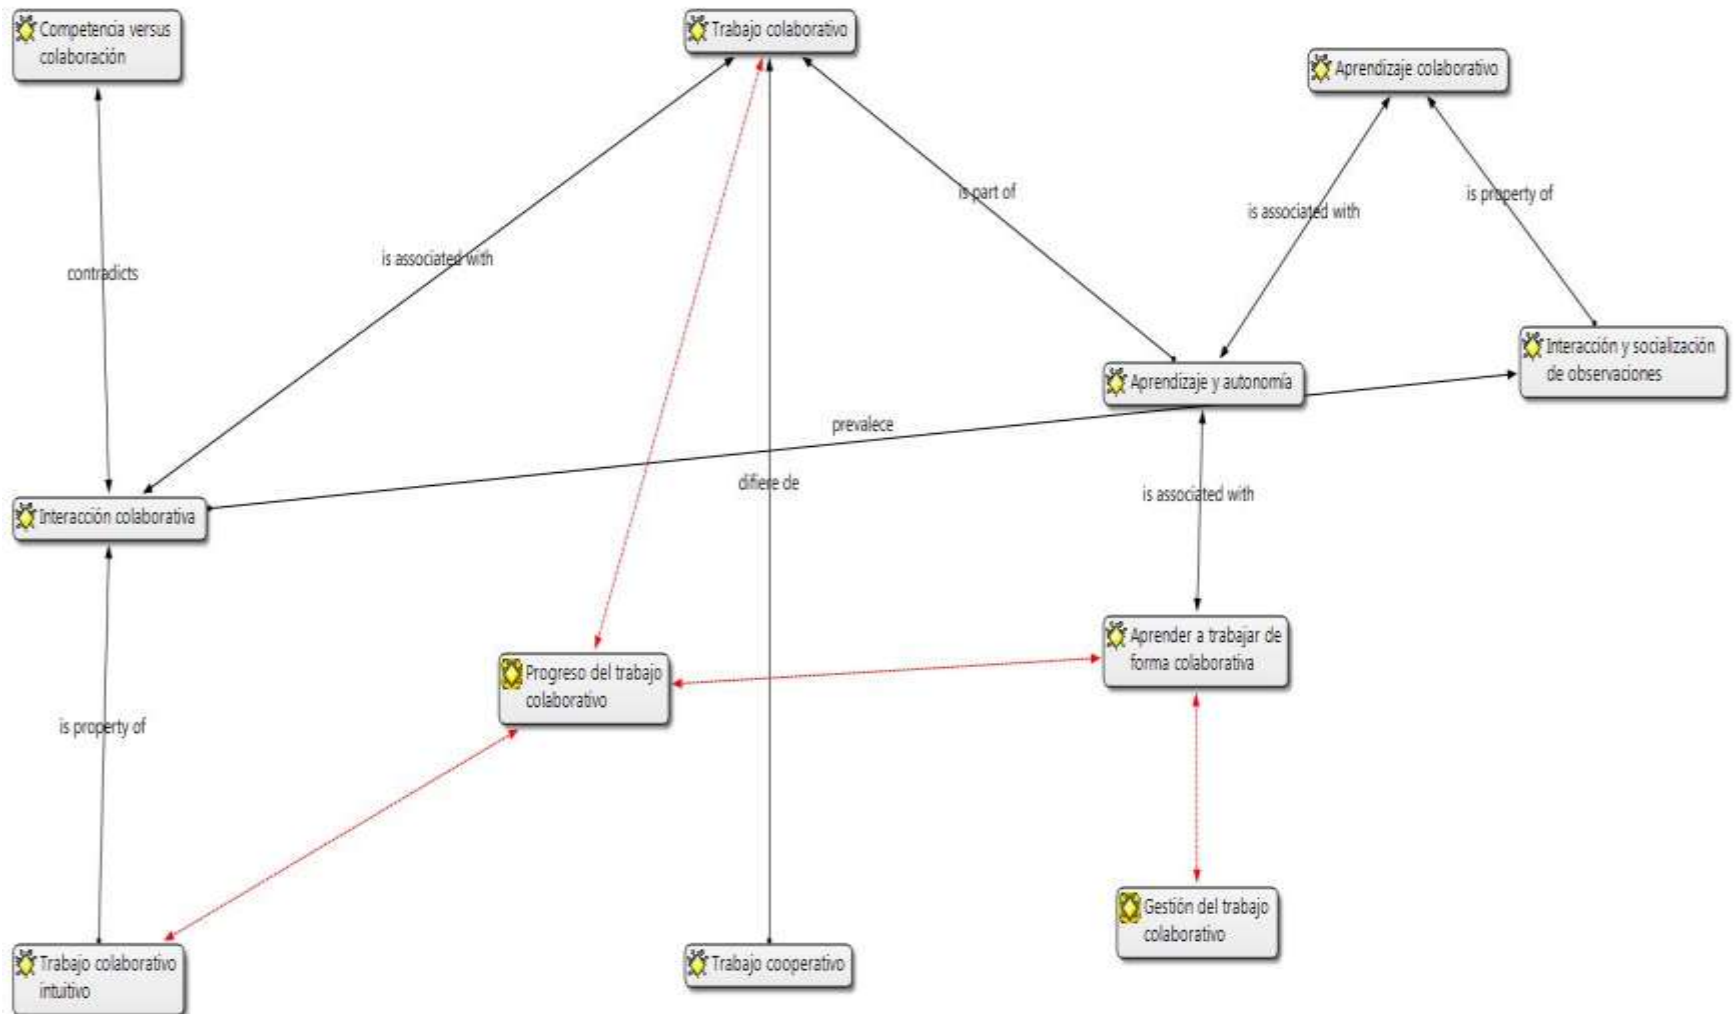 Competencia versus
colaboración
Trabajo colaborativo
Aprendizaje colaborativo
is part of
is property of
is associated with
is associated with
contradicts
Interacción y socialización
de observaciones
Aprendizaje y autonomía
prevalece
difiere de
is associated with
Interacción colaborativa
Aprender a trabajar de
forma colaborativa
Progreso del trabajo
colaborativo
is property of
Gestión del trabajo
colaborativo
Trabajo colaborativo
intuitivo
Trabajo cooperativo